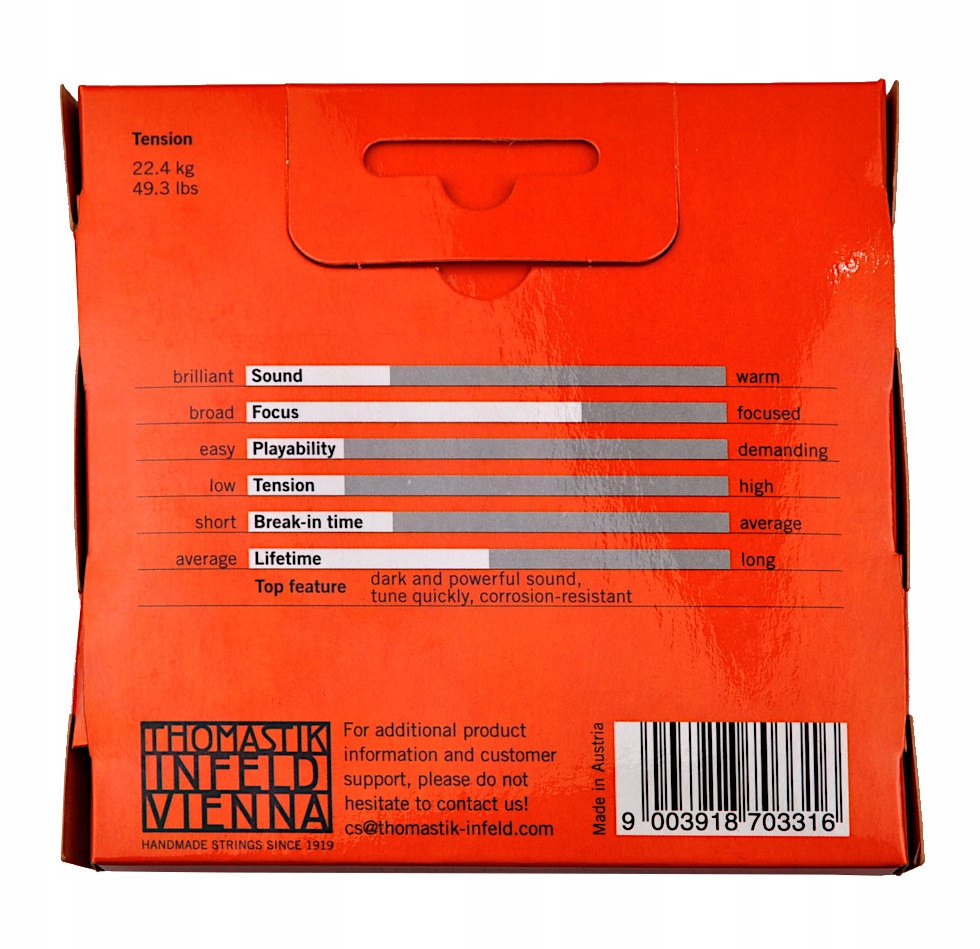 Tension
22.4 kg
49.3 lbs
brilliant Sound warm
broad Focus focused
easy Playability demanding
low Tension high
short Break-in time average
average Lifetime long
Top feature dark and powerful sound,
tune quickly, corrosion-resistant
THOMASTIK
INFELD
VIENNA
HANDMADE STRINGS SINCE 1919
For additional product
information and customer
support, please do not
hesitate to contact us!
cs@thomastik-infeld.com
Made in Austria
9 003918 703316